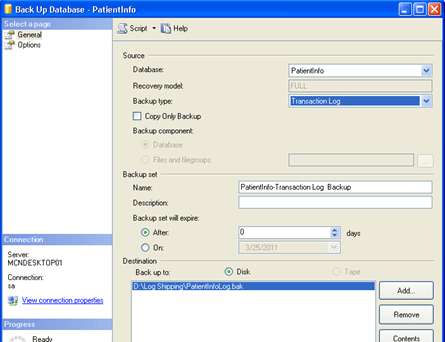 Back Up Database - PatientInfo
Select a page
General
Options
Script Help
Source
Database: PatientInfo
Recovery model: FULL
Backup type: Transaction Log
Copy Only Backup
Backup component:
Database
Files and filegroups: ...
Backup set
Name: PatientInfo-Transaction Log Backup
Description:
Backup set will expire:
After: 0 days
On: 3/25/2011
Destination
Back up to: Disk Tape
D:\Log Shipping\PatientInfoLog.bak
Add...
Remove
Contents
Connection
Server:
MCNDESKTOP01
Connection:
sa
View connection properties
Progress
Ready